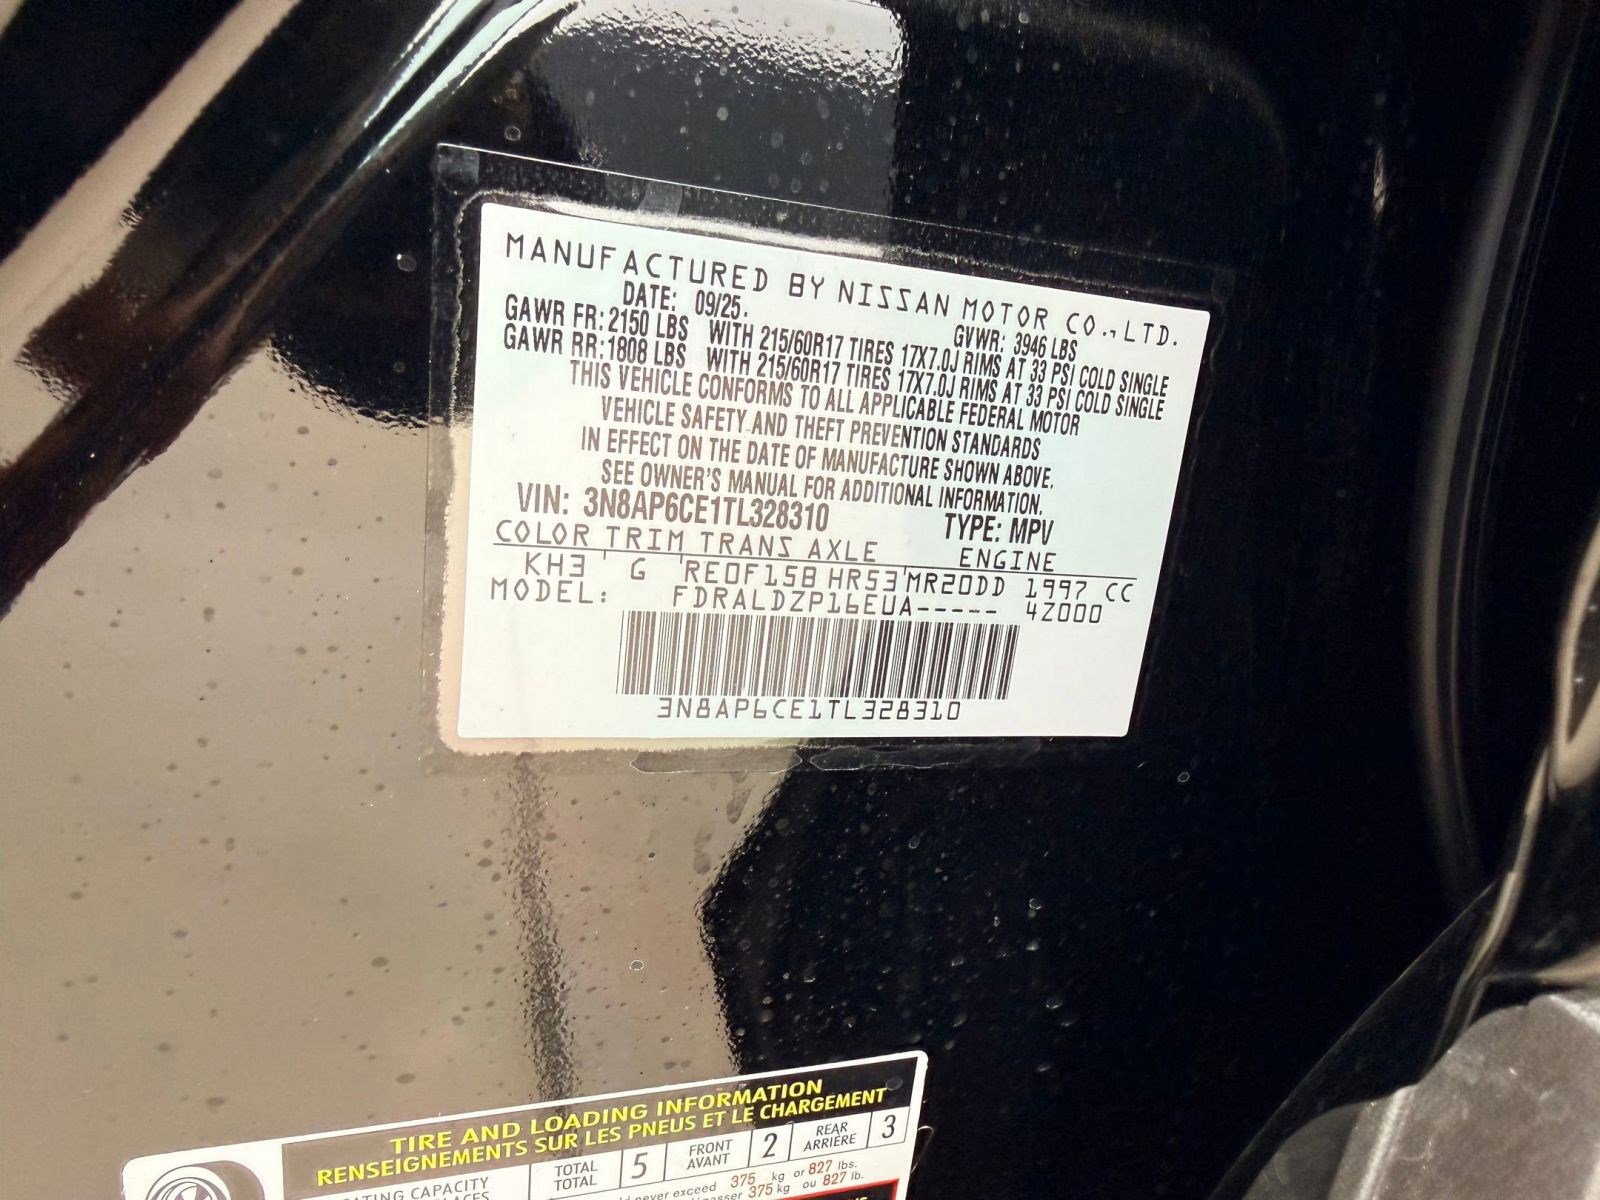 MANUFACTURED BY NISSAN MOTOR CO.,LTD.
DATE: 09/25. GVWR: 3946 LBS
GAWR FR: 2150 LBS WITH 215/60R17 TIRES 17X7.0J RIMS AT 33 PSI COLD SINGLE
GAWR RR: 1808 LBS WITH 215/60R17 TIRES 17X7.0J RIMS AT 33 PSI COLD SINGLE
THIS VEHICLE CONFORMS TO ALL APPLICABLE FEDERAL MOTOR
VEHICLE SAFETY AND THEFT PREVENTION STANDARDS
IN EFFECT ON THE DATE OF MANUFACTURE SHOWN ABOVE.
SEE OWNER'S MANUAL FOR ADDITIONAL INFORMATION.
VIN: 3N8AP6CE1TL328310 TYPE: MPV
COLOR TRIM TRANS AXLE ENGINE
KH3 G RE0F15B HR53 MR20DD 1997 CC
MODEL: FDRALDZP16EUA----- 4Z000
3N8AP6CE1TL328310
TIRE AND LOADING INFORMATION
RENSEIGNEMENTS SUR LES PNEUS ET LE CHARGEMENT
TOTAL 5 FRONT 2 REAR 3
TOTAL AVANT ARRIÈRE
CAPACITY
never exceed 375 kg or 827 lbs.
375 kg ou 827 lb.